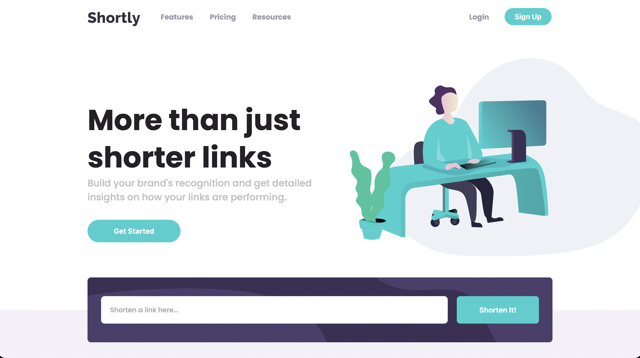 Shortly
Features
Pricing
Resources
Login
Sign Up
More than just
shorter links
Build your brand's recognition and get detailed
insights on how your links are performing.
Get Started
Shorten a link here...
Shorten It!